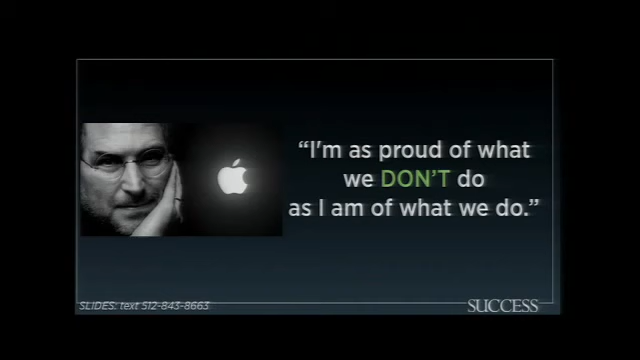 “I'm as proud of what
we DON'T do
as I am of what we do.”
SLIDES: text 512-843-8663
SUCCESS